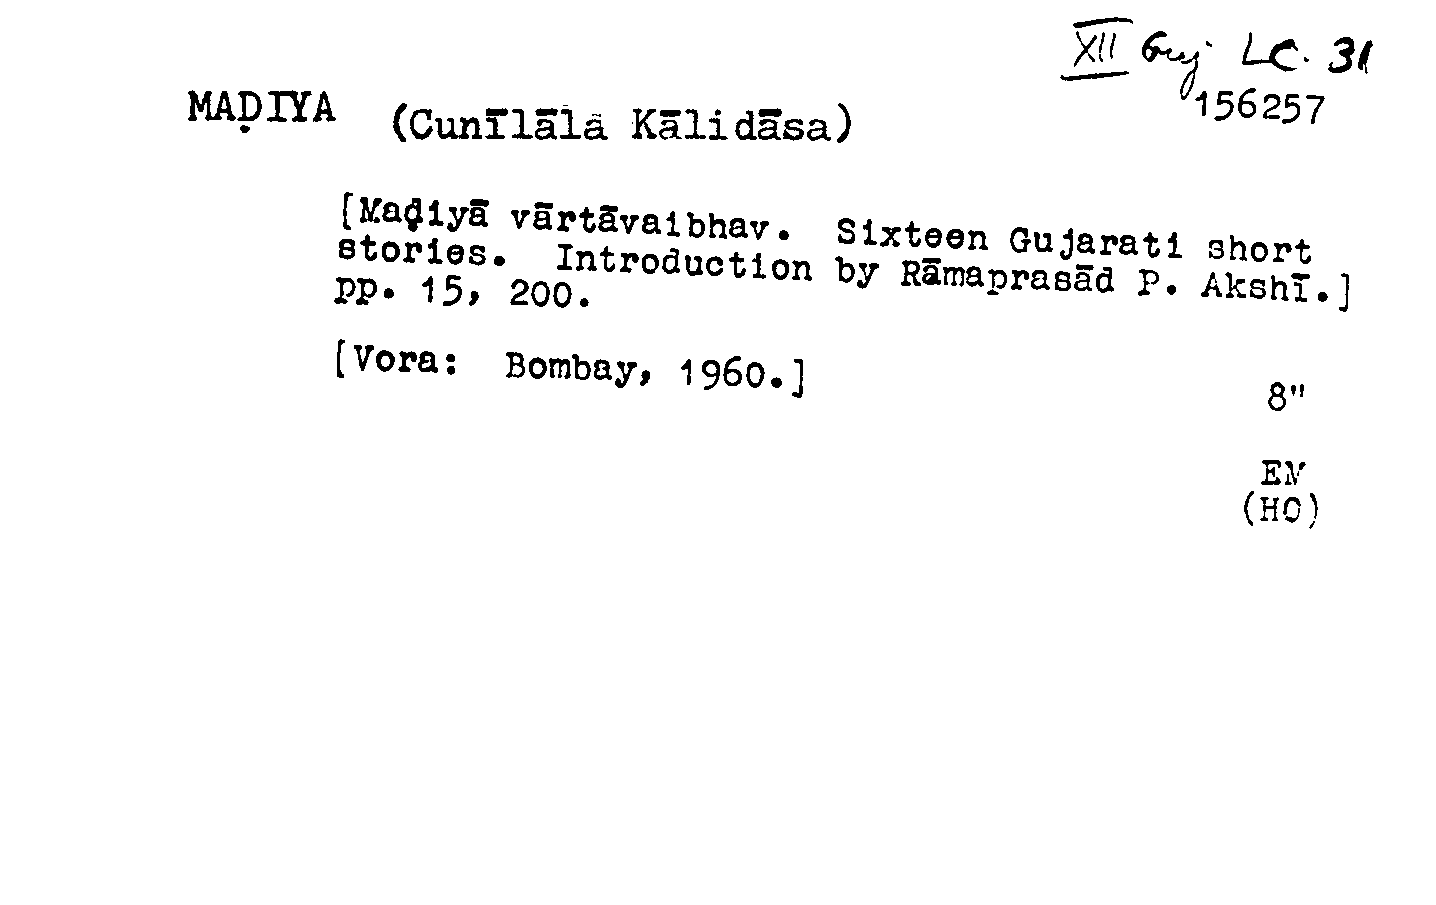 XII Guj LC. 31
156257
MAḌIYA (Cunīlāla Kālidāsa)
[Maḍiyā vārtāvaibhav. Sixteen Gujarati short
stories. Introduction by Rāmaprasād P. Akshī.]
pp. 15, 200.
[Vora: Bombay, 1960.]
8"
EM
(HO)